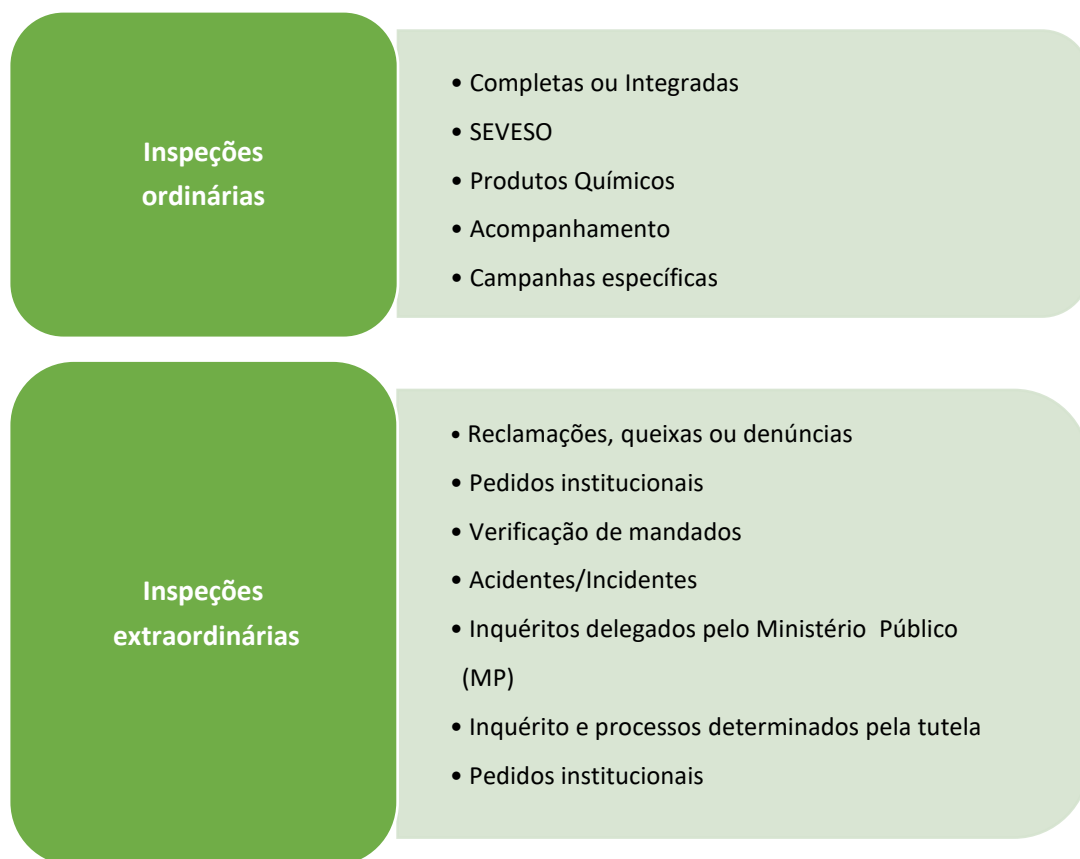 Inspeções
ordinárias
• Completas ou Integradas
• SEVESO
• Produtos Químicos
• Acompanhamento
• Campanhas específicas
Inspeções
extraordinárias
• Reclamações, queixas ou denúncias
• Pedidos institucionais
• Verificação de mandados
• Acidentes/Incidentes
• Inquéritos delegados pelo Ministério Público
(MP)
• Inquérito e processos determinados pela tutela
• Pedidos institucionais